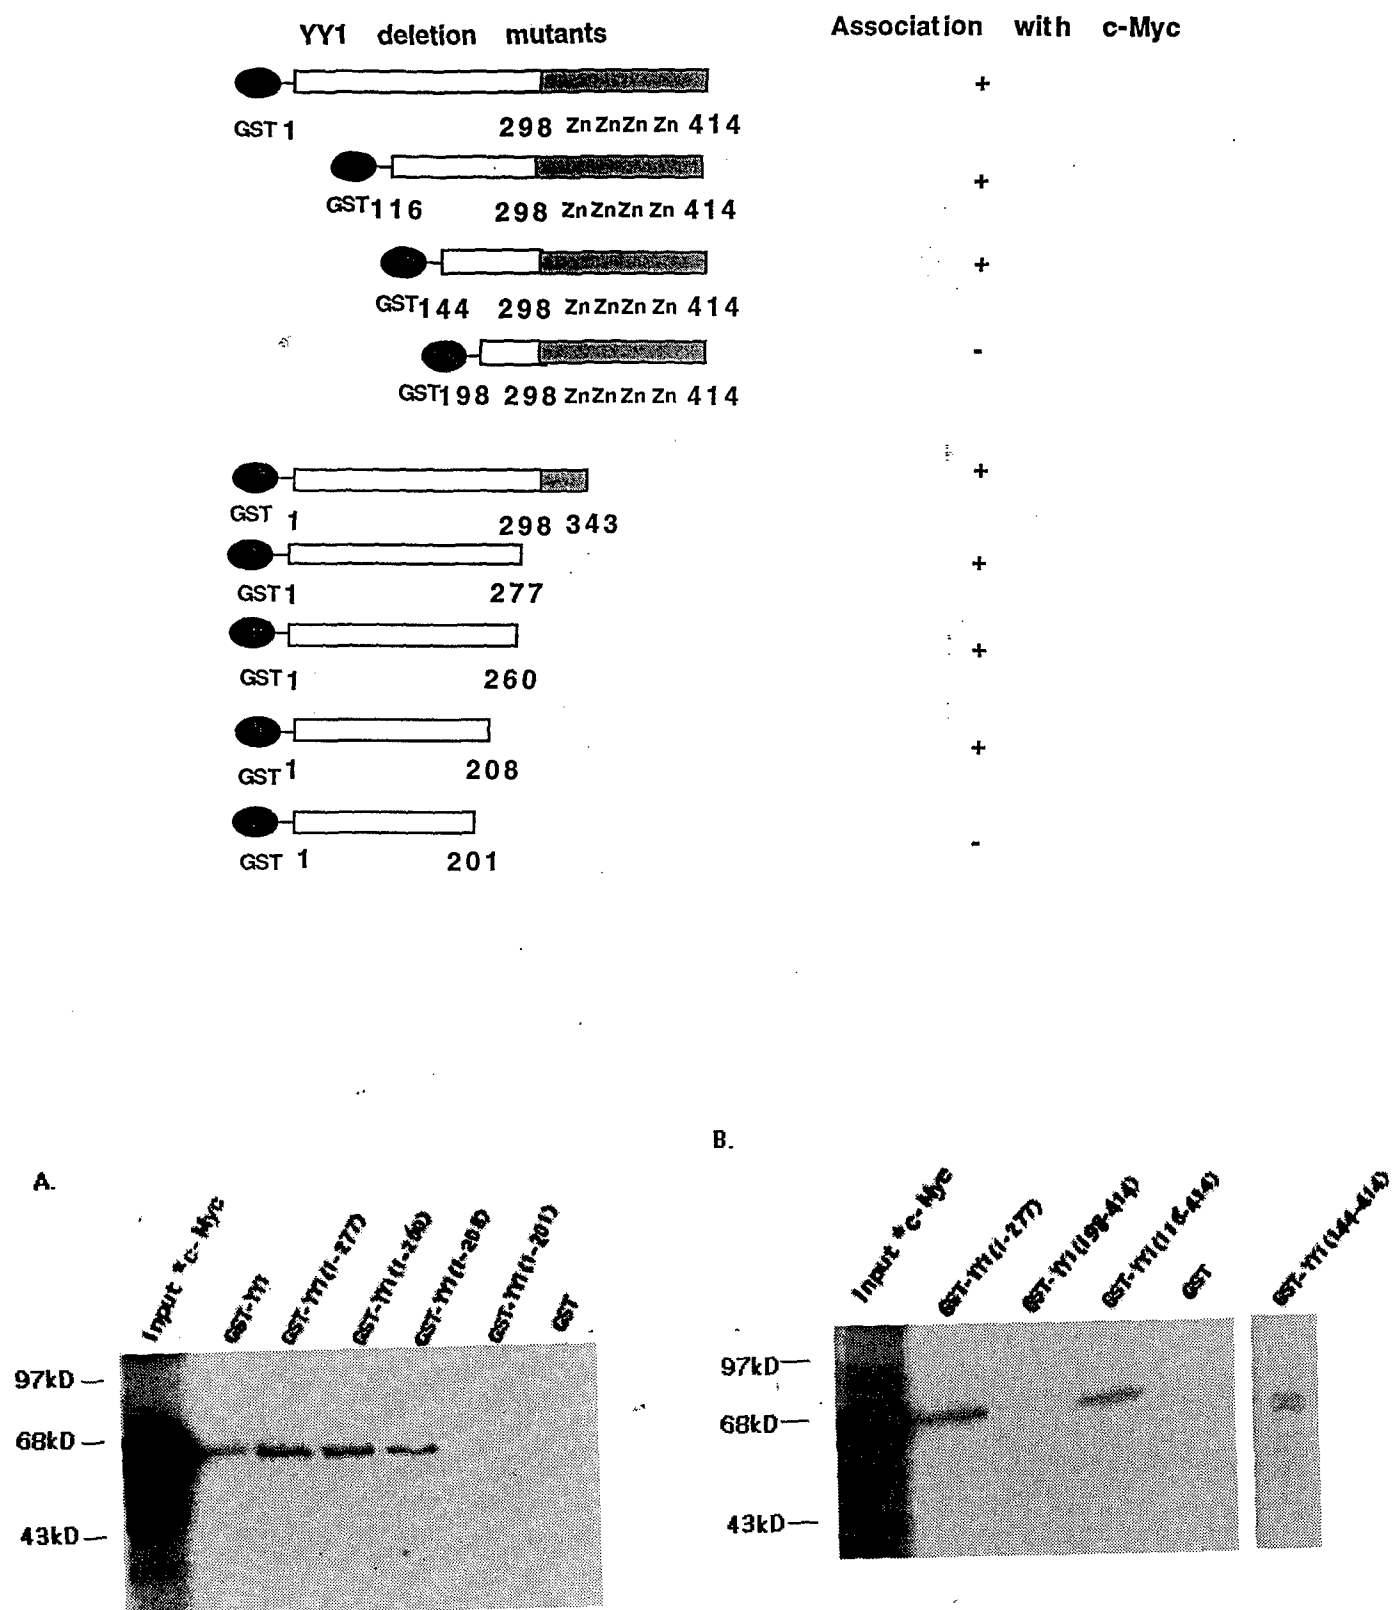 YY1 deletion mutants
Association with c-Myc
+
GST 1 298 Zn Zn Zn Zn 414
+
GST 116 298 Zn Zn Zn Zn 414
+
GST 144 298 Zn Zn Zn Zn 414
-
GST 198 298 Zn Zn Zn Zn 414
+
GST 1 298 343
+
GST 1 277
+
GST 1 260
+
GST 1 208
-
GST 1 201
A.
Input *c-Myc
GST-YY1
GST-YY1(1-277)
GST-YY1(1-260)
GST-YY1(1-208)
GST-YY1(1-201)
GST
97kD
68kD
43kD
B.
Input *c-Myc
GST-YY1(1-277)
GST-YY1(198-414)
GST-YY1(116-414)
GST
GST-YY1(144-414)
97kD
68kD
43kD